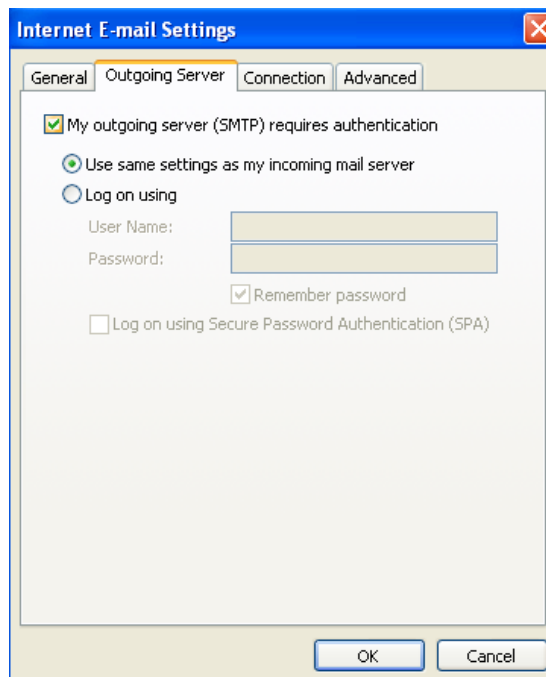 Internet E-mail Settings
General Outgoing Server Connection Advanced
My outgoing server (SMTP) requires authentication
Use same settings as my incoming mail server
Log on using
User Name:
Password:
Remember password
Log on using Secure Password Authentication (SPA)
OK Cancel